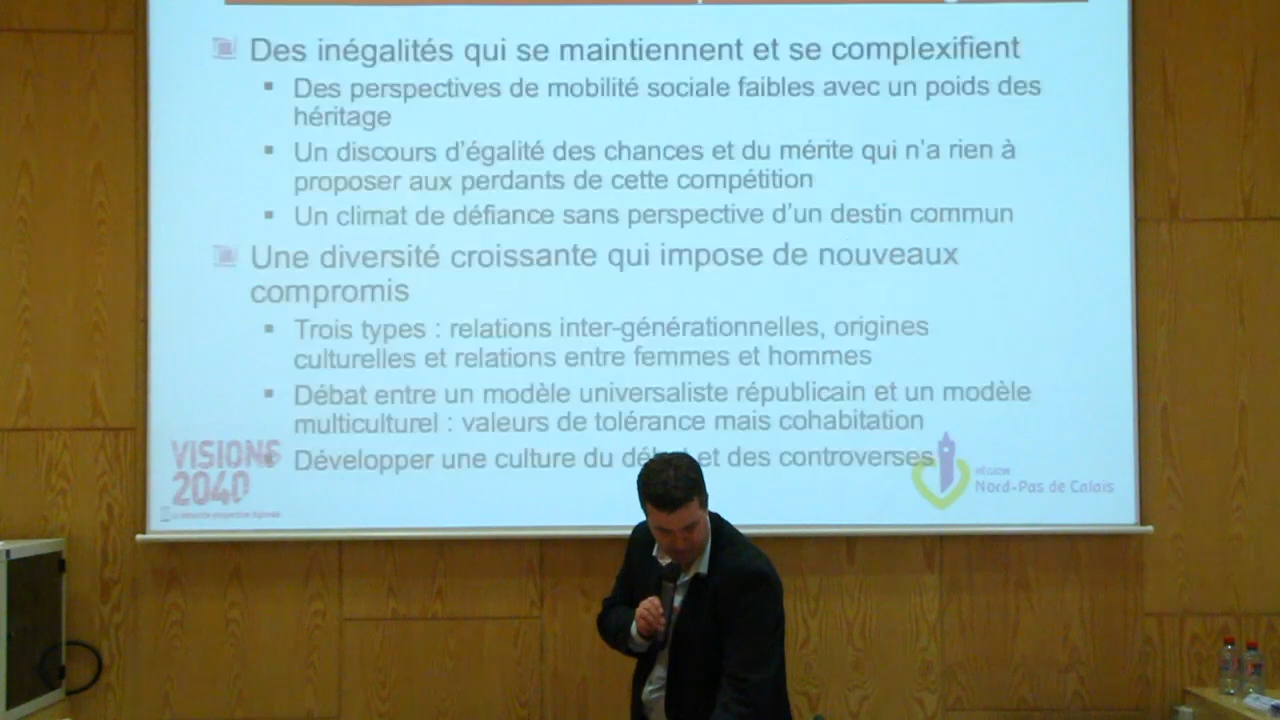 Des inégalités qui se maintiennent et se complexifient
Des perspectives de mobilité sociale faibles avec un poids des
héritage
Un discours d'égalité des chances et du mérite qui n'a rien à
proposer aux perdants de cette compétition
Un climat de défiance sans perspective d'un destin commun
Une diversité croissante qui impose de nouveaux
compromis
Trois types : relations inter-générationnelles, origines
culturelles et relations entre femmes et hommes
Débat entre un modèle universaliste républicain et un modèle
multiculturel : valeurs de tolérance mais cohabitation
Développer une culture du et des controverses
VISIONS
2040
RÉGION
Nord-Pas de Calais